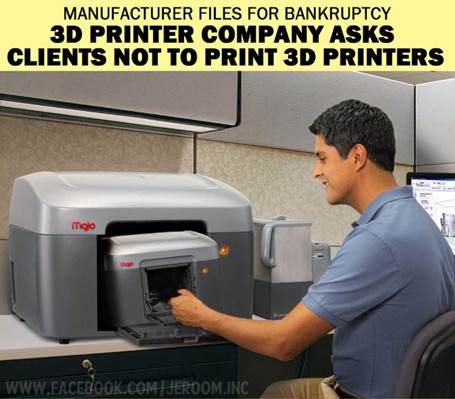 MANUFACTURER FILES FOR BANKRUPTCY
3D PRINTER COMPANY ASKS
CLIENTS NOT TO PRINT 3D PRINTERS
mojo
mojo
WWW.FACEBOOK.COM/JEROOM.INC